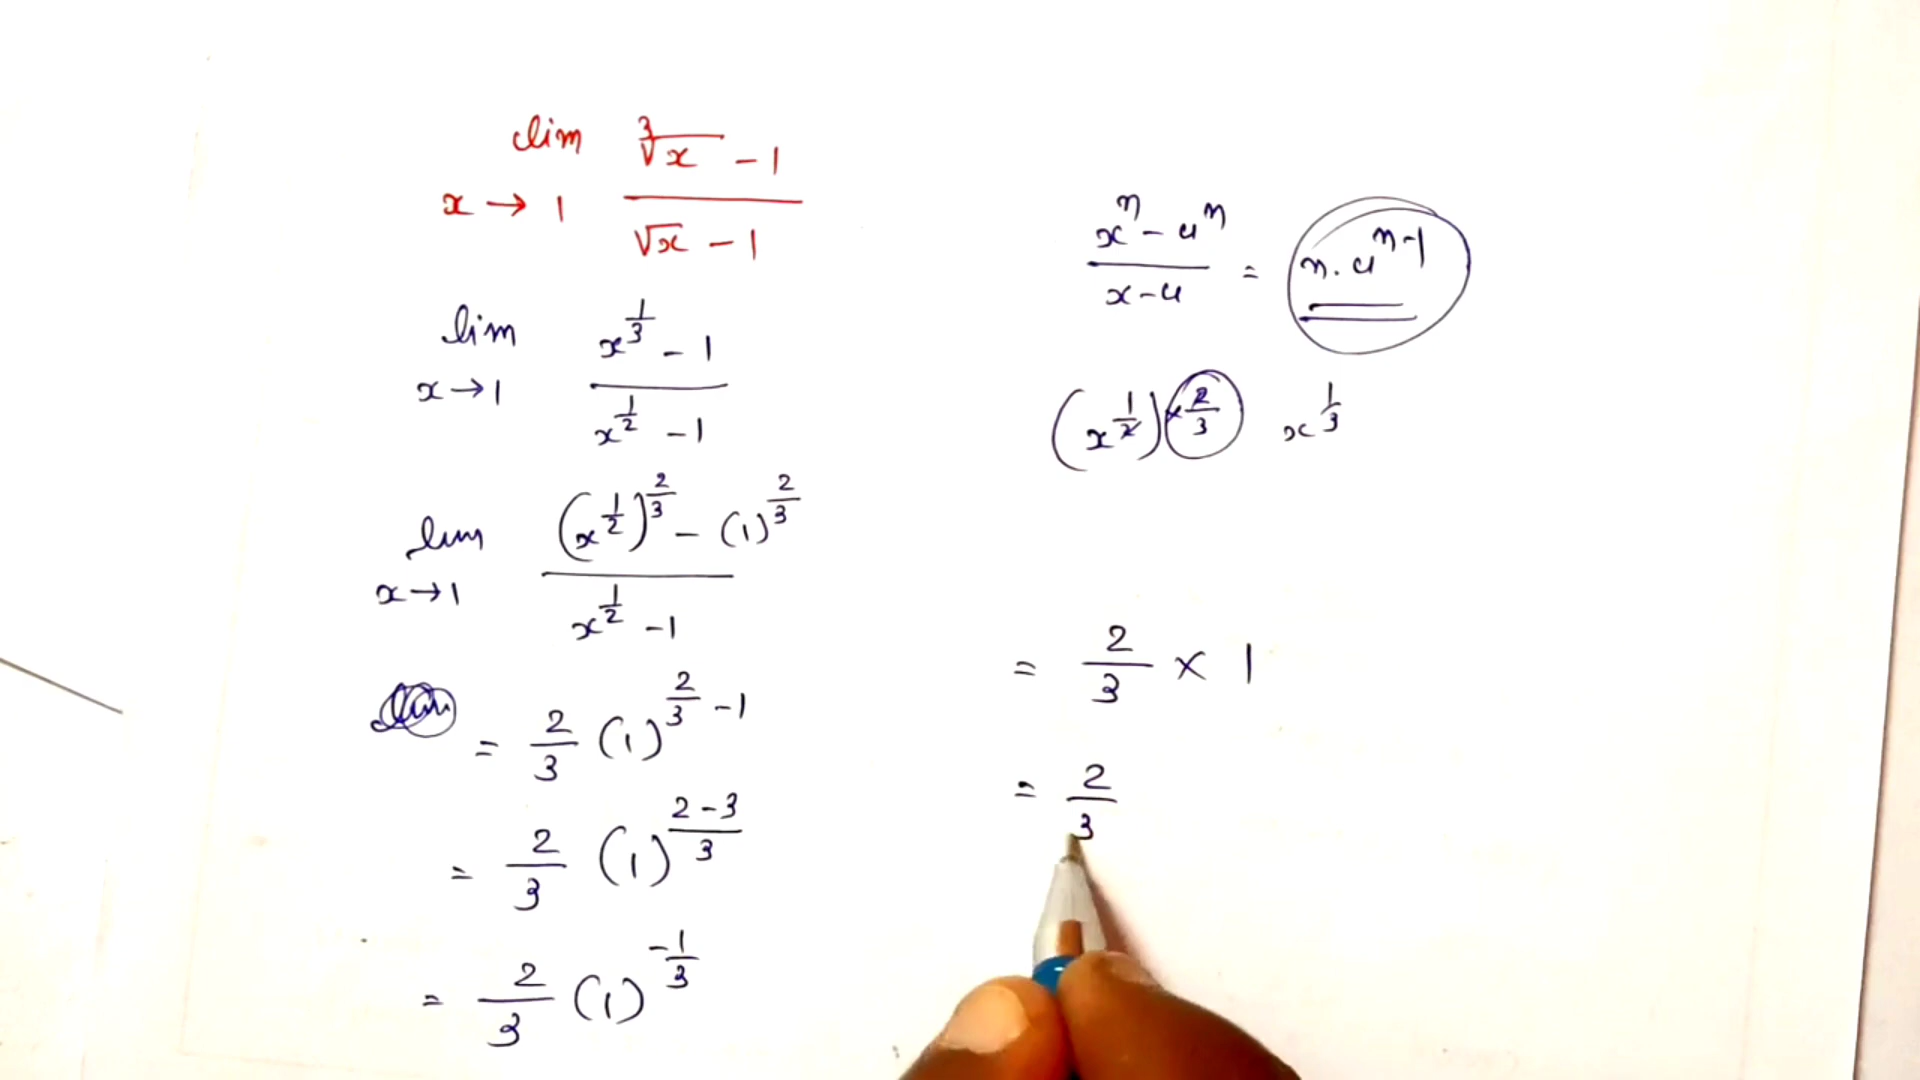 lim ∛x - 1
x → 1 √x - 1
lim x^(1/3) - 1
x → 1 x^(1/2) - 1
lim (x^(1/2))^(2/3) - (1)^(2/3)
x → 1 x^(1/2) - 1
= 2/3 (1)^(2/3 - 1)
= 2/3 (1)^((2-3)/3)
= 2/3 (1)^(-1/3)
(x^n - a^n)/(x - a) = n. a^(n-1)
(x^(1/2))^(×2/3) x^(1/3)
= 2/3 × 1
= 2/3